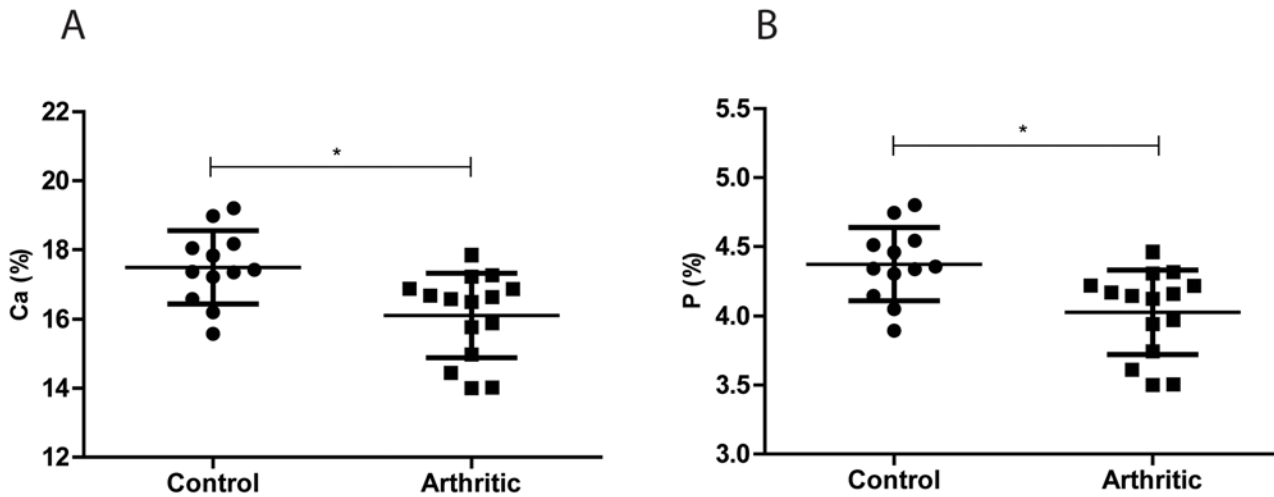 A
Ca (%)
22
20
18
16
14
12
*
Control
Arthritic
B
P (%)
5.5
5.0
4.5
4.0
3.5
3.0
*
Control
Arthritic